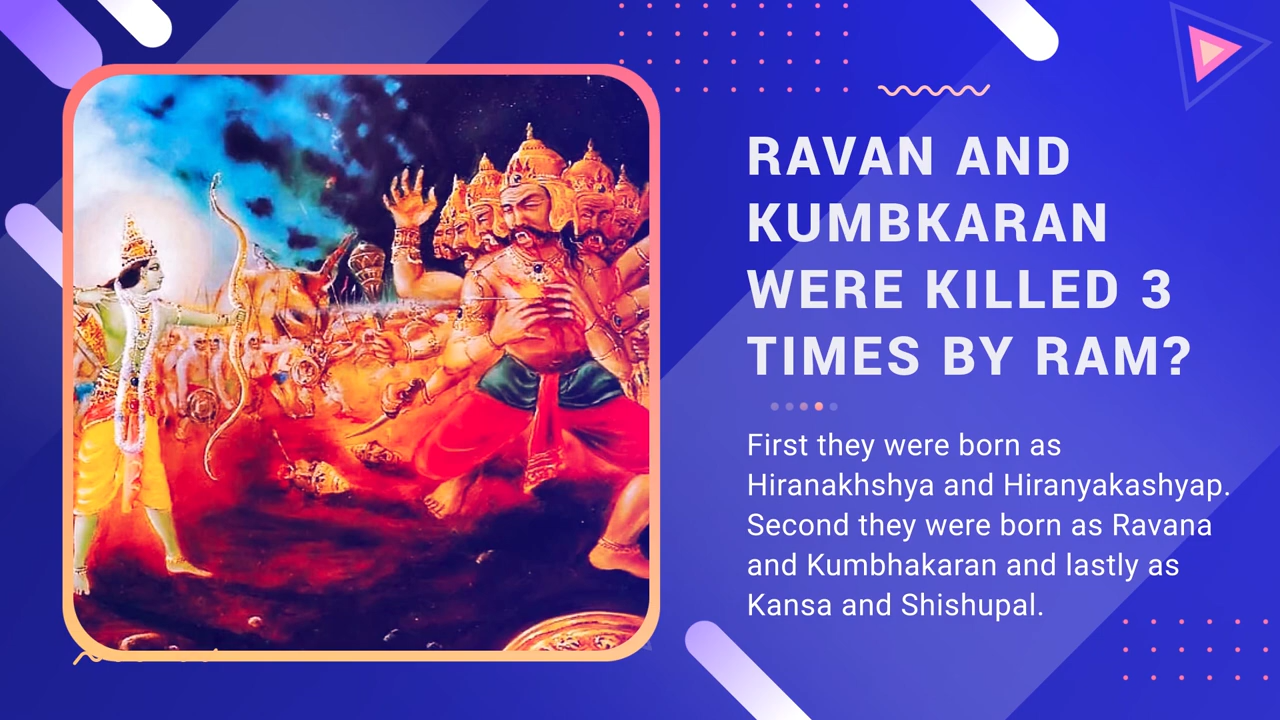 RAVAN AND
KUMBKARAN
WERE KILLED 3
TIMES BY RAM?
First they were born as
Hiranakhshya and Hiranyakashyap.
Second they were born as Ravana
and Kumbhakaran and lastly as
Kansa and Shishupal.